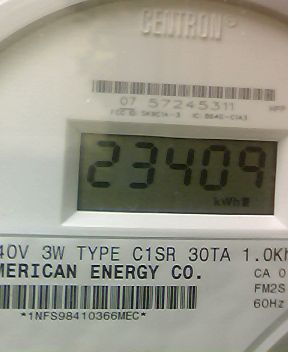 CENTRON®
07 57245311
23409
kWh
40V 3W TYPE C1SR 30TA 1.0Kh
MERICAN ENERGY CO.
CA 0
FM2S
60Hz
*1NFS98410366MEC*